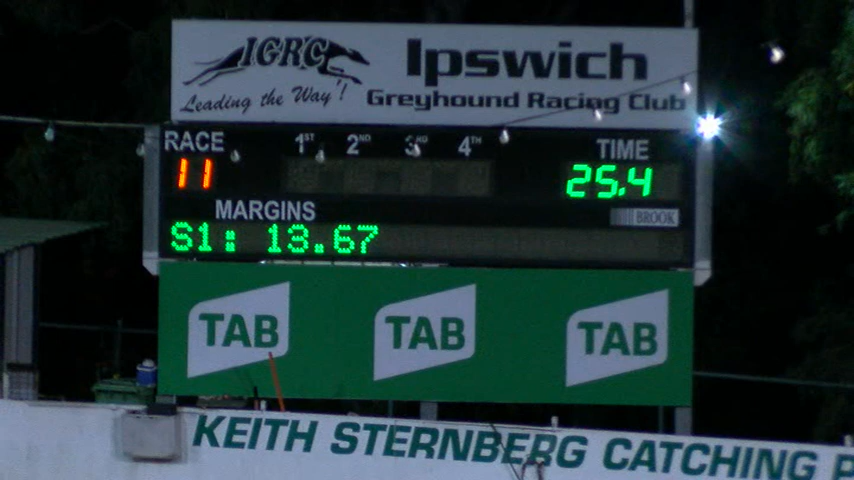 IGRC
Leading the Way'!
Ipswich
Greyhound Racing Club
RACE 1ST 2ND 3RD 4TH TIME
11 25.4
MARGINS BROOK
S1: 13.67
TAB TAB TAB
KEITH STERNBERG CATCHING P